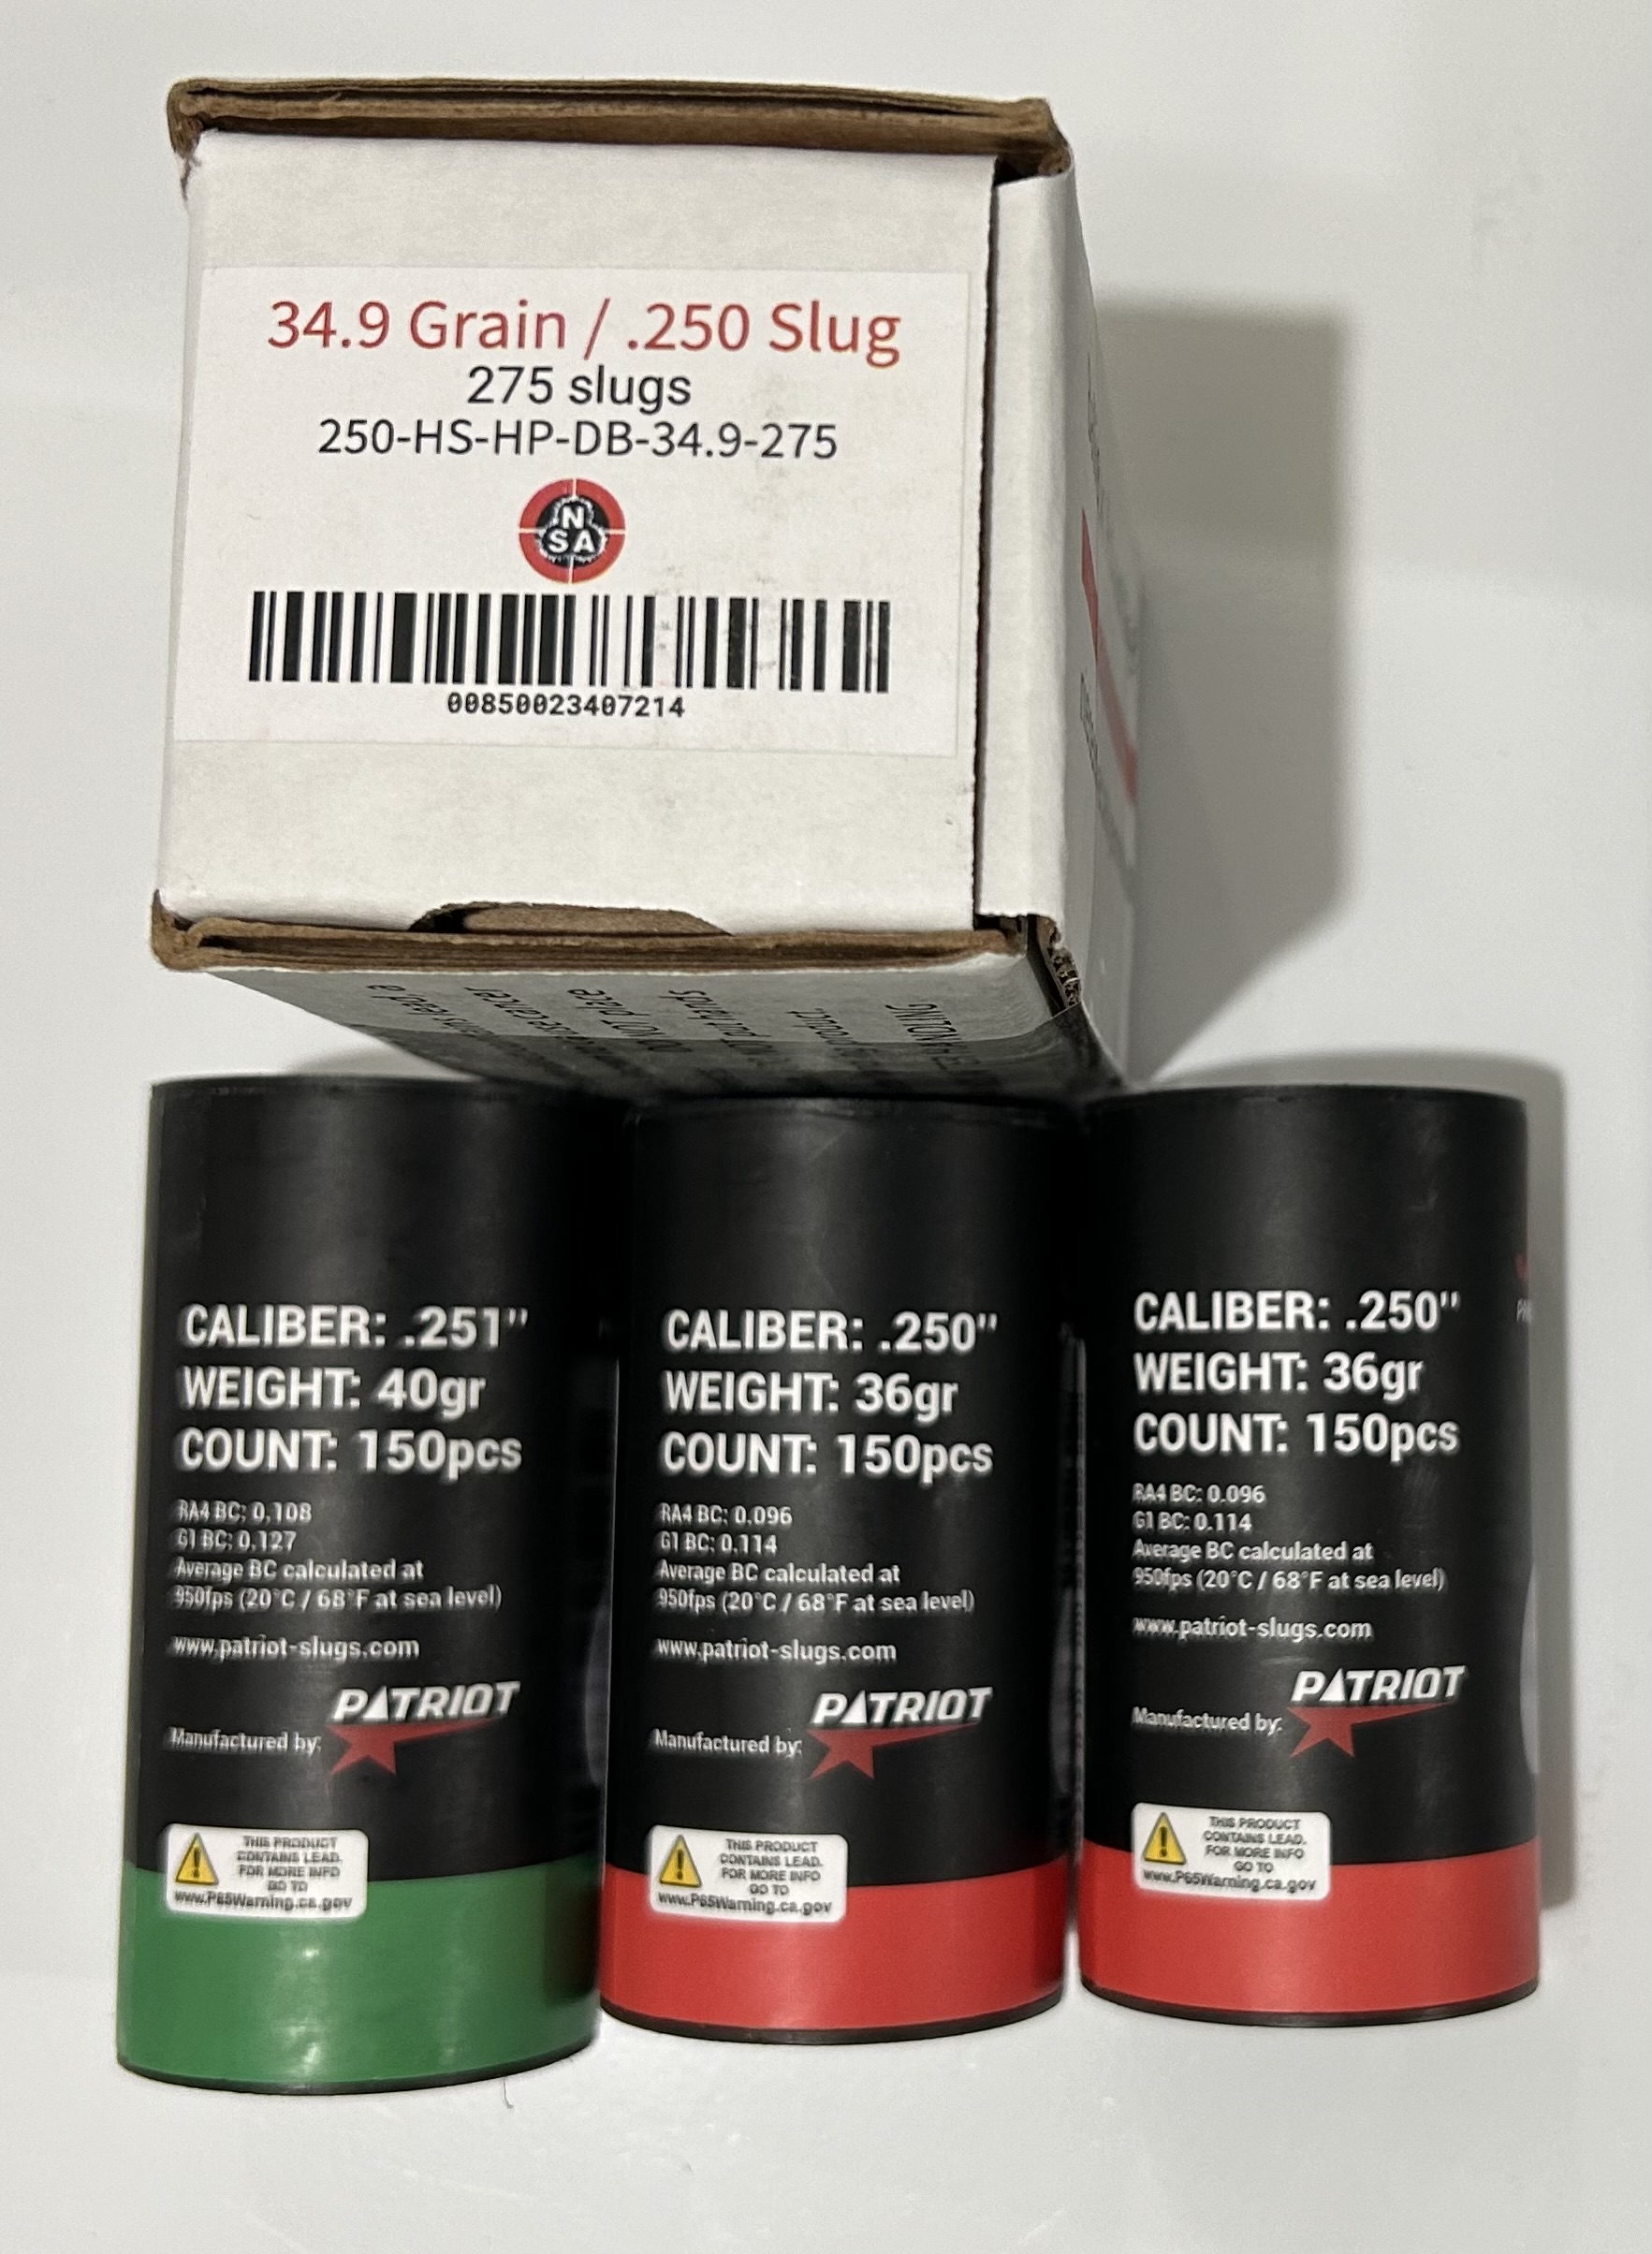 34.9 Grain / .250 Slug
275 slugs
250-HS-HP-DB-34.9-275
N
SA
00850023407214
CALIBER: .251"
WEIGHT: 40gr
COUNT: 150pcs
RA4 BC: 0.108
G1 BC: 0.127
Average BC calculated at
950fps (20°C / 68°F at sea level)
www.patriot-slugs.com
Manufactured by:
PATRIOT
THIS PRODUCT
CONTAINS LEAD.
FOR MORE INFO
GO TO
www.P65Warning.ca.gov
CALIBER: .250"
WEIGHT: 36gr
COUNT: 150pcs
RA4 BC: 0.096
G1 BC: 0.114
Average BC calculated at
950fps (20°C / 68°F at sea level)
www.patriot-slugs.com
Manufactured by:
PATRIOT
THIS PRODUCT
CONTAINS LEAD.
FOR MORE INFO
GO TO
www.P65Warning.ca.gov
CALIBER: .250"
WEIGHT: 36gr
COUNT: 150pcs
RA4 BC: 0.096
G1 BC: 0.114
Average BC calculated at
950fps (20°C / 68°F at sea level)
www.patriot-slugs.com
Manufactured by:
PATRIOT
THIS PRODUCT
CONTAINS LEAD.
FOR MORE INFO
GO TO
www.P65Warning.ca.gov